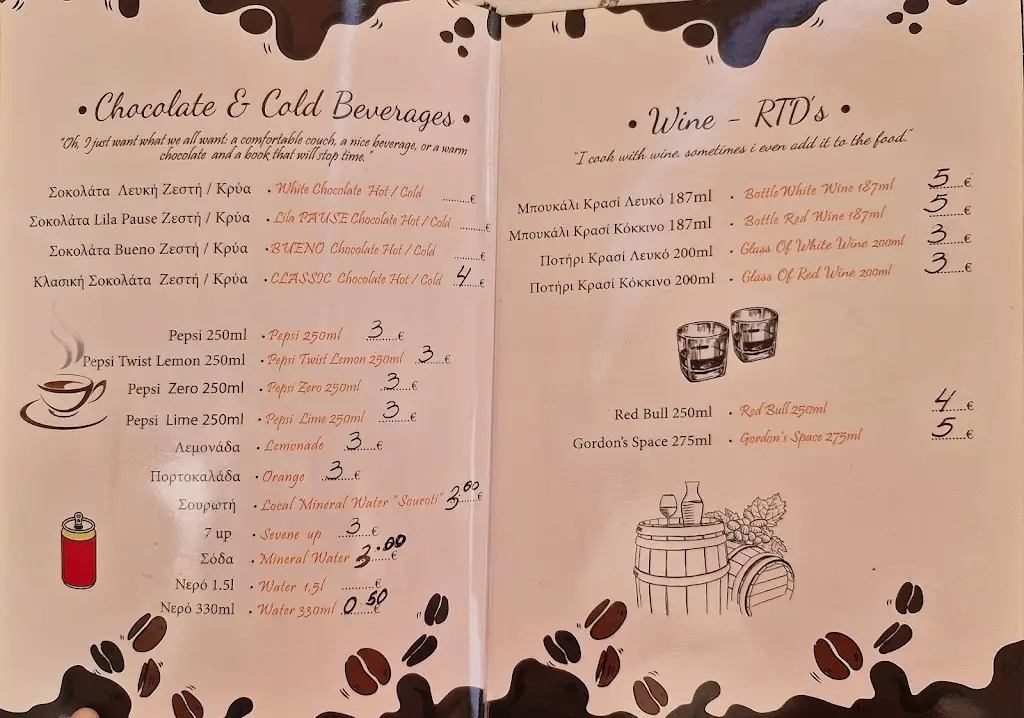 • Chocolate & Cold Beverages •
"Oh, I just want what we all want: a comfortable couch, a nice beverage, or a warm
chocolate and a book that will stop time."
Σοκολάτα Λευκή Ζεστή / Κρύα • White Chocolate Hot / Cold ........€
Σοκολάτα Lila Pause Ζεστή / Κρύα • Lila PAUSE Chocolate Hot / Cold ........€
Σοκολάτα Bueno Ζεστή / Κρύα • BUENO Chocolate Hot / Cold ........€
Κλασική Σοκολάτα Ζεστή / Κρύα • CLASSIC Chocolate Hot / Cold 4 €
Pepsi 250ml • Pepsi 250ml 3 €
Pepsi Twist Lemon 250ml • Pepsi Twist Lemon 250ml 3 €
Pepsi Zero 250ml • Pepsi Zero 250ml 3 €
Pepsi Lime 250ml • Pepsi Lime 250ml 3 €
Λεμονάδα • Lemonade 3 €
Πορτοκαλάδα • Orange 3 €
Σουρωτή • Local Mineral Water "Souroti" €
7 up • Sevene up 3 €
Σόδα • Mineral Water 3.00 €
Νερό 1.5l • Water 1,5l ........€
Νερό 330ml • Water 330ml 0 50 €
• Wine - RTD's •
"I cook with wine, sometimes i even add it to the food."
Μπουκάλι Κρασί Λευκό 187ml • Bottle White Wine 187ml 5 €
Μπουκάλι Κρασί Κόκκινο 187ml • Bottle Red Wine 187ml 5 €
Ποτήρι Κρασί Λευκό 200ml • Glass Of White Wine 200ml 3 €
Ποτήρι Κρασί Κόκκινο 200ml • Glass Of Red Wine 200ml 3 €
Red Bull 250ml • Red Bull 250ml 4 €
Gordon's Space 275ml • Gordon's Space 275ml 5 €